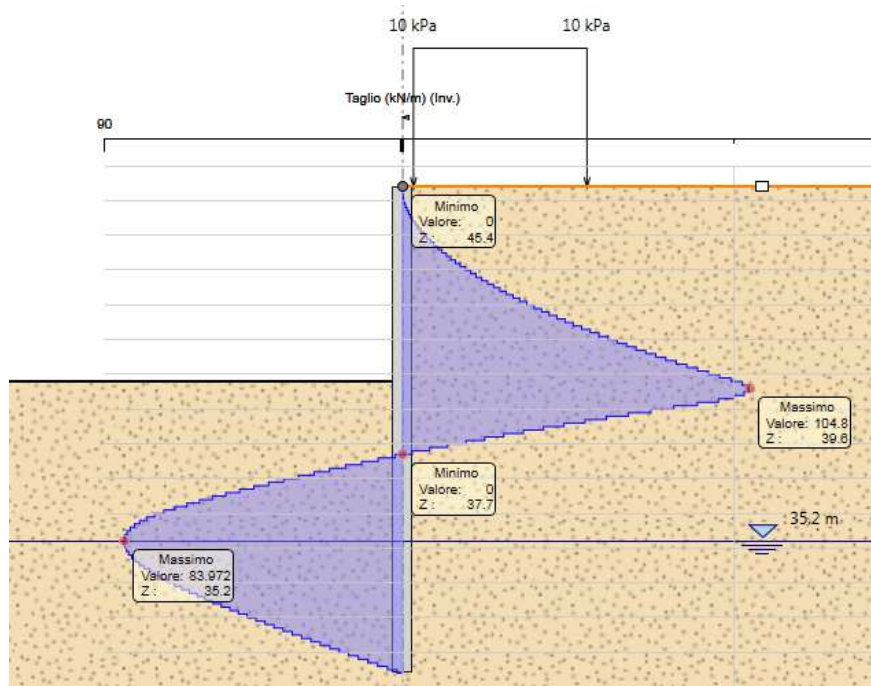 10 kPa
10 kPa
Taglio (kN/m) (Inv.)
90
Minimo
Valore: 0
Z : 45.4
Massimo
Valore: 104.8
Z : 39.6
Minimo
Valore: 0
Z : 37.7
35.2 m
Massimo
Valore: 83.972
Z : 35.2